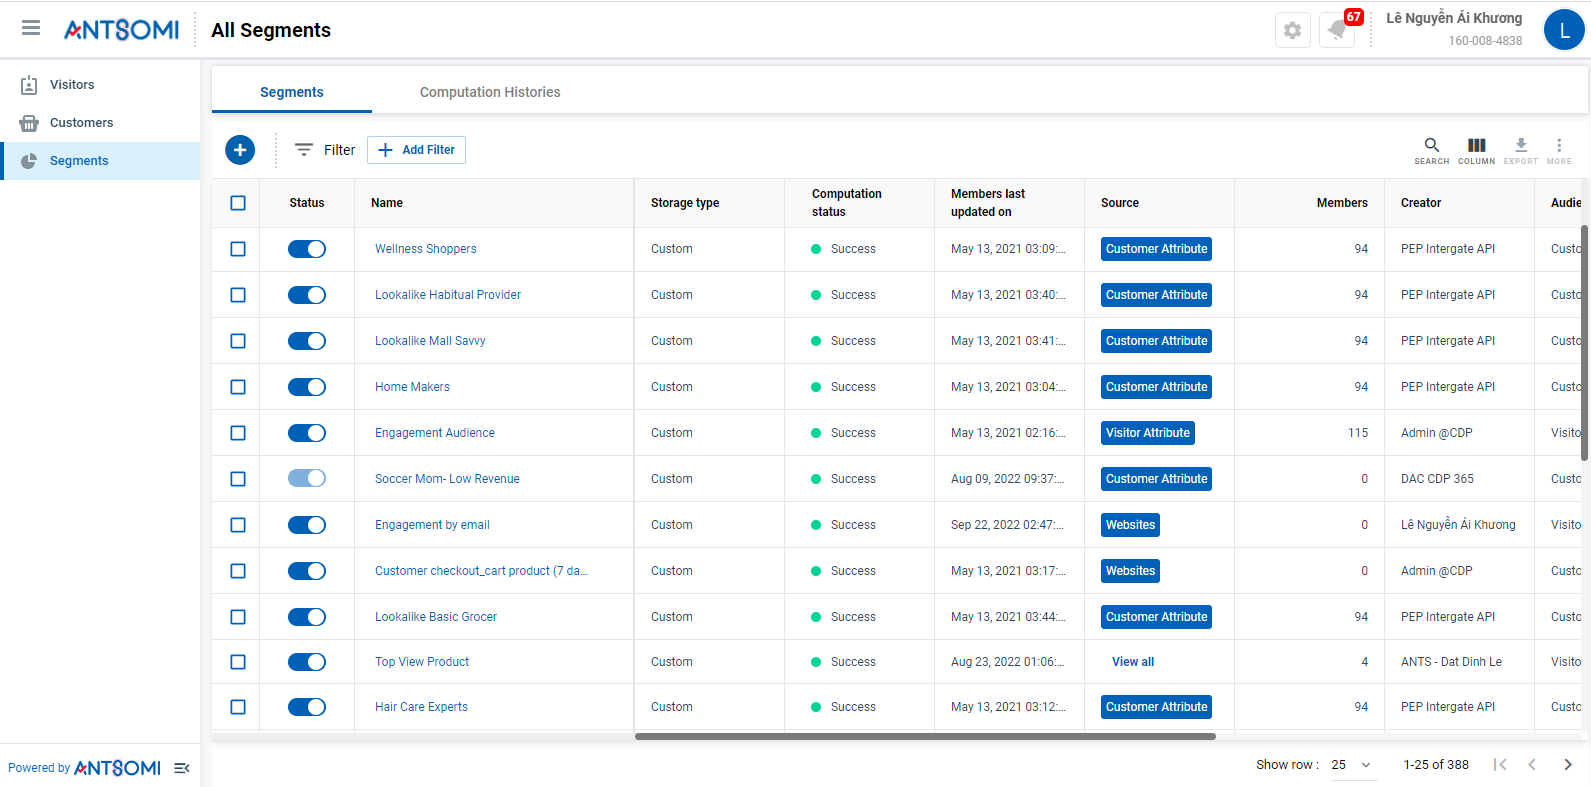 ANTSOMI
All Segments
67
Lê Nguyễn Ái Khương
160-008-4838
L
Visitors
Customers
Segments
Segments
Computation Histories
Filter
Add Filter
SEARCH
COLUMN
EXPORT
MORE
Status
Name
Storage type
Computation status
Members last updated on
Source
Members
Creator
Audie
Wellness Shoppers Custom Success May 13, 2021 03:09:... Customer Attribute 94 PEP Intergate API Custo
Lookalike Habitual Provider Custom Success May 13, 2021 03:40:... Customer Attribute 94 PEP Intergate API Custo
Lookalike Mall Savvy Custom Success May 13, 2021 03:41:... Customer Attribute 94 PEP Intergate API Custo
Home Makers Custom Success May 13, 2021 03:04:... Customer Attribute 94 PEP Intergate API Custo
Engagement Audience Custom Success May 13, 2021 02:16:... Visitor Attribute 115 Admin @CDP Visito
Soccer Mom- Low Revenue Custom Success Aug 09, 2022 09:37:... Customer Attribute 0 DAC CDP 365 Custo
Engagement by email Custom Success Sep 22, 2022 02:47:... Websites 0 Lê Nguyễn Ái Khương Visito
Customer checkout_cart product (7 da... Custom Success May 13, 2021 03:17:... Websites 0 Admin @CDP Custo
Lookalike Basic Grocer Custom Success May 13, 2021 03:44:... Customer Attribute 94 PEP Intergate API Custo
Top View Product Custom Success Aug 23, 2022 01:06:... View all 4 ANTS - Dat Dinh Le Visito
Hair Care Experts Custom Success May 13, 2021 03:12:... Customer Attribute 94 PEP Intergate API Custo
Powered by ANTSOMI
Show row : 25
1-25 of 388